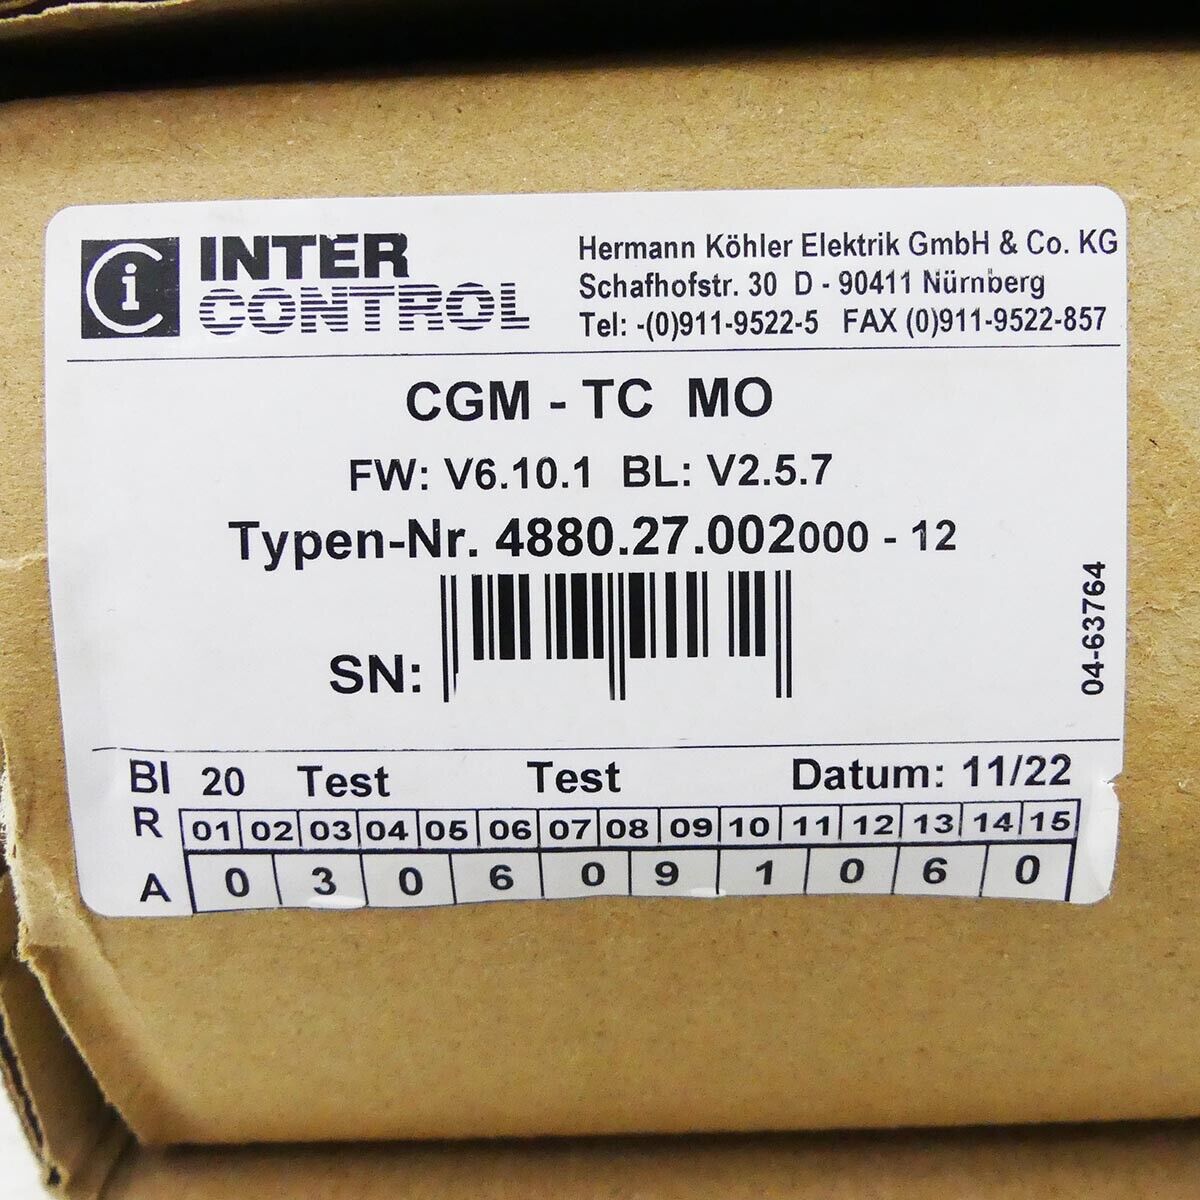 i
INTER
CONTROL
Hermann Köhler Elektrik GmbH & Co. KG
Schafhofstr. 30 D - 90411 Nürnberg
Tel: -(0)911-9522-5 FAX (0)911-9522-857
CGM - TC MO
FW: V6.10.1 BL: V2.5.7
Typen-Nr. 4880.27.002000 - 12
SN:
04-63764
BI 20 Test Test Datum: 11/22
R 01 02 03 04 05 06 07 08 09 10 11 12 13 14 15
A 0 3 0 6 0 9 1 0 6 0